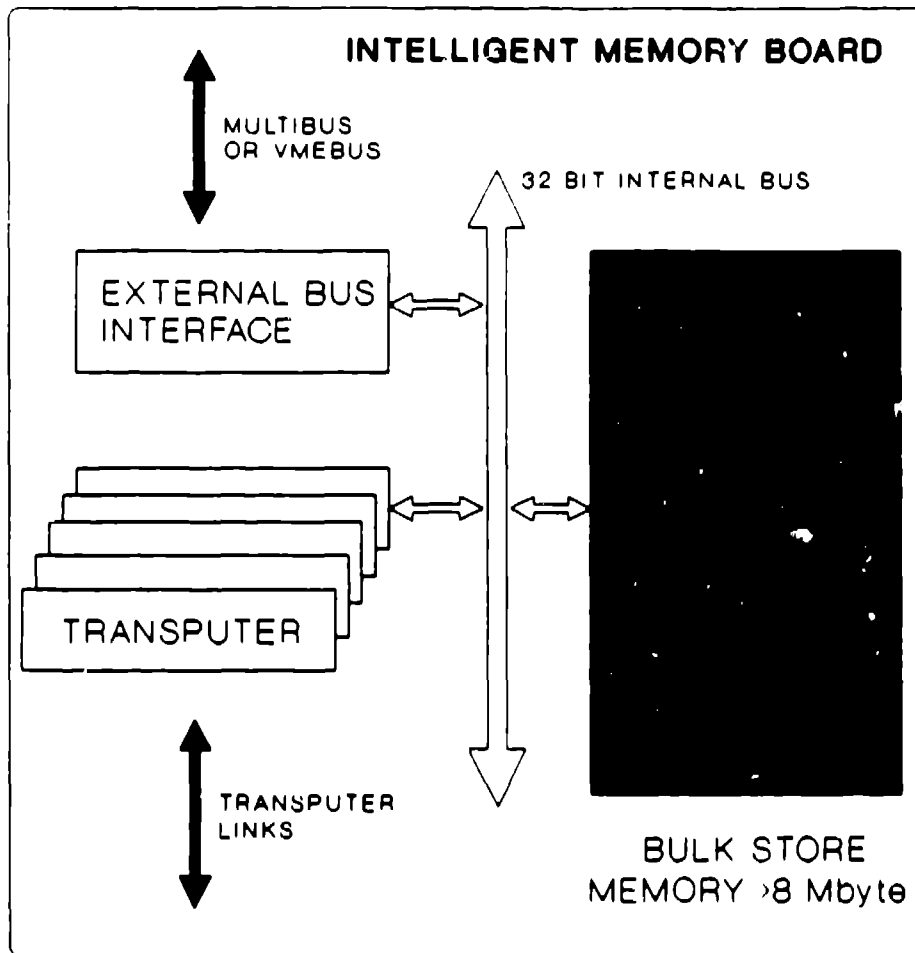 INTELLIGENT MEMORY BOARD
MULTIBUS
OR VMEBUS
32 BIT INTERNAL BUS
EXTERNAL BUS
INTERFACE
TRANSPUTER
TRANSPUTER
LINKS
BULK STORE
MEMORY >8 Mbyte